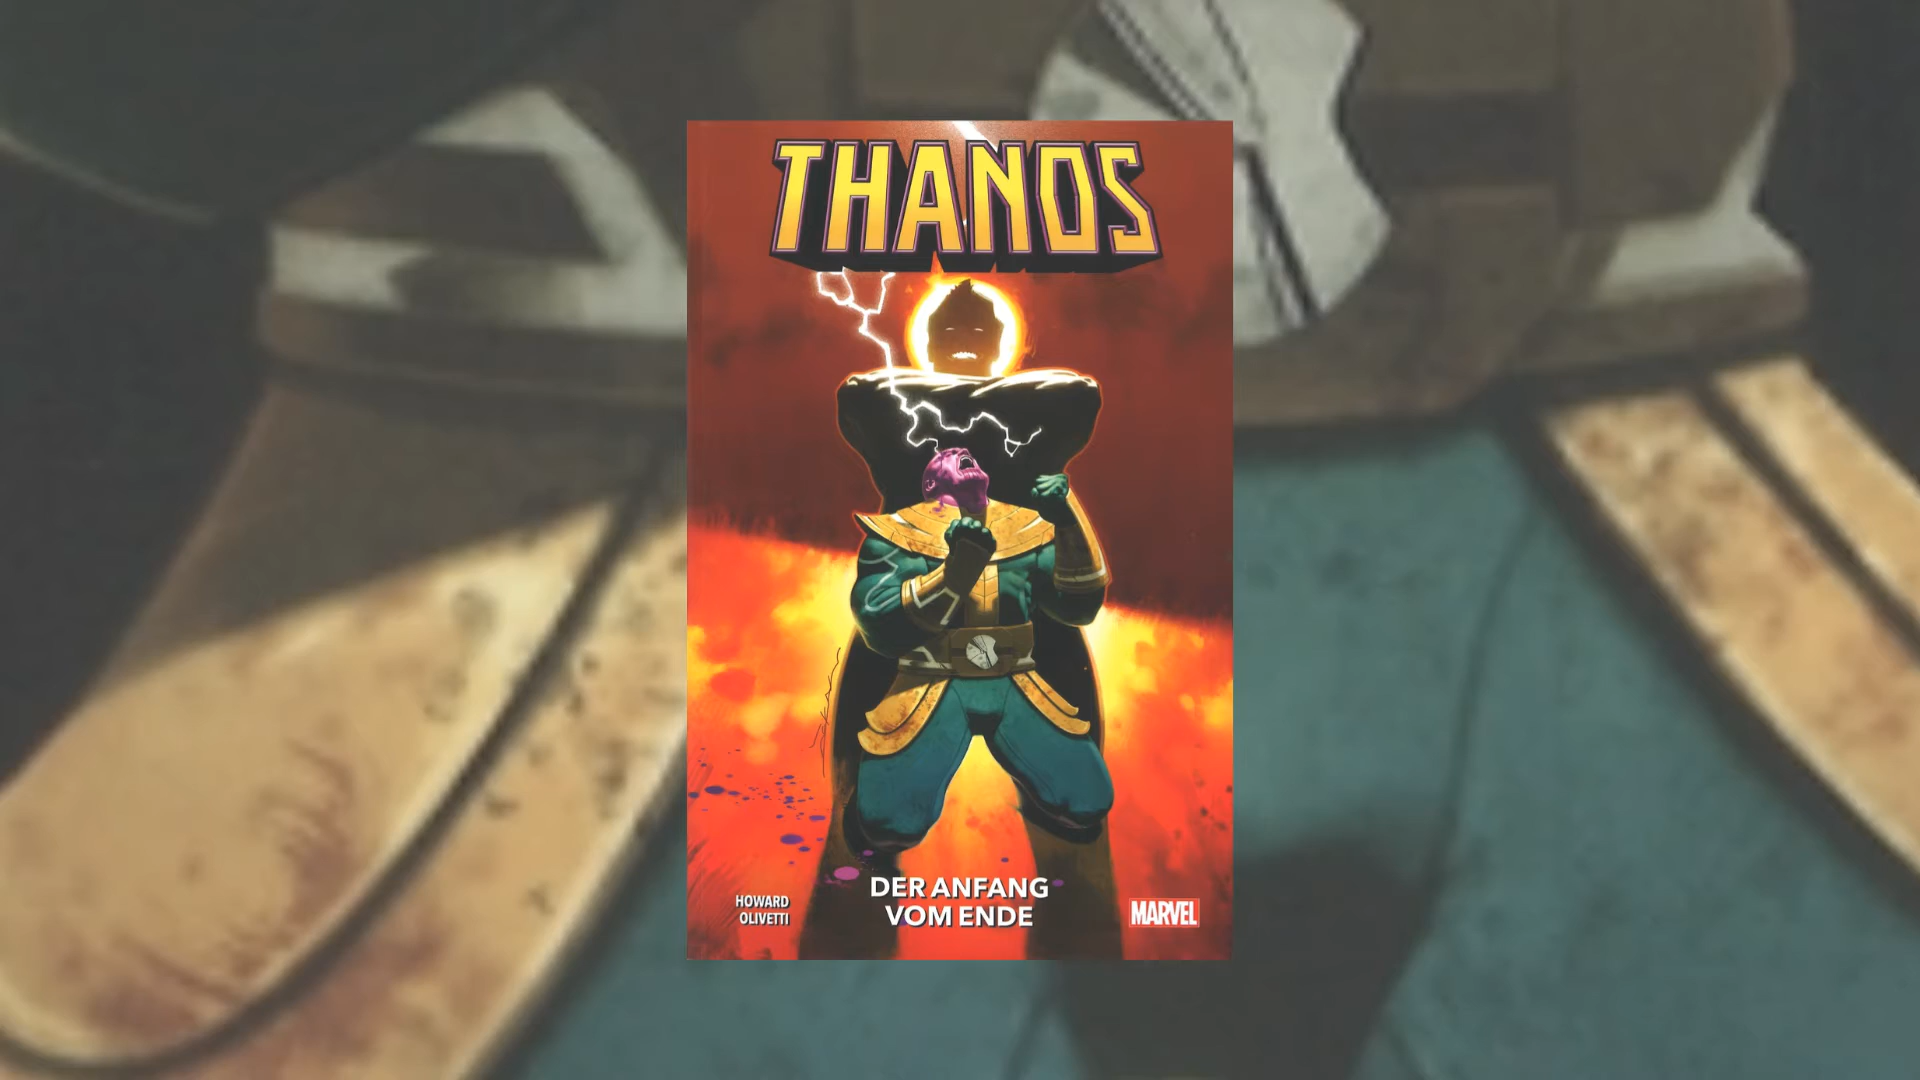 THANOS
DER ANFANG
VOM ENDE
HOWARD
OLIVETTI
MARVEL